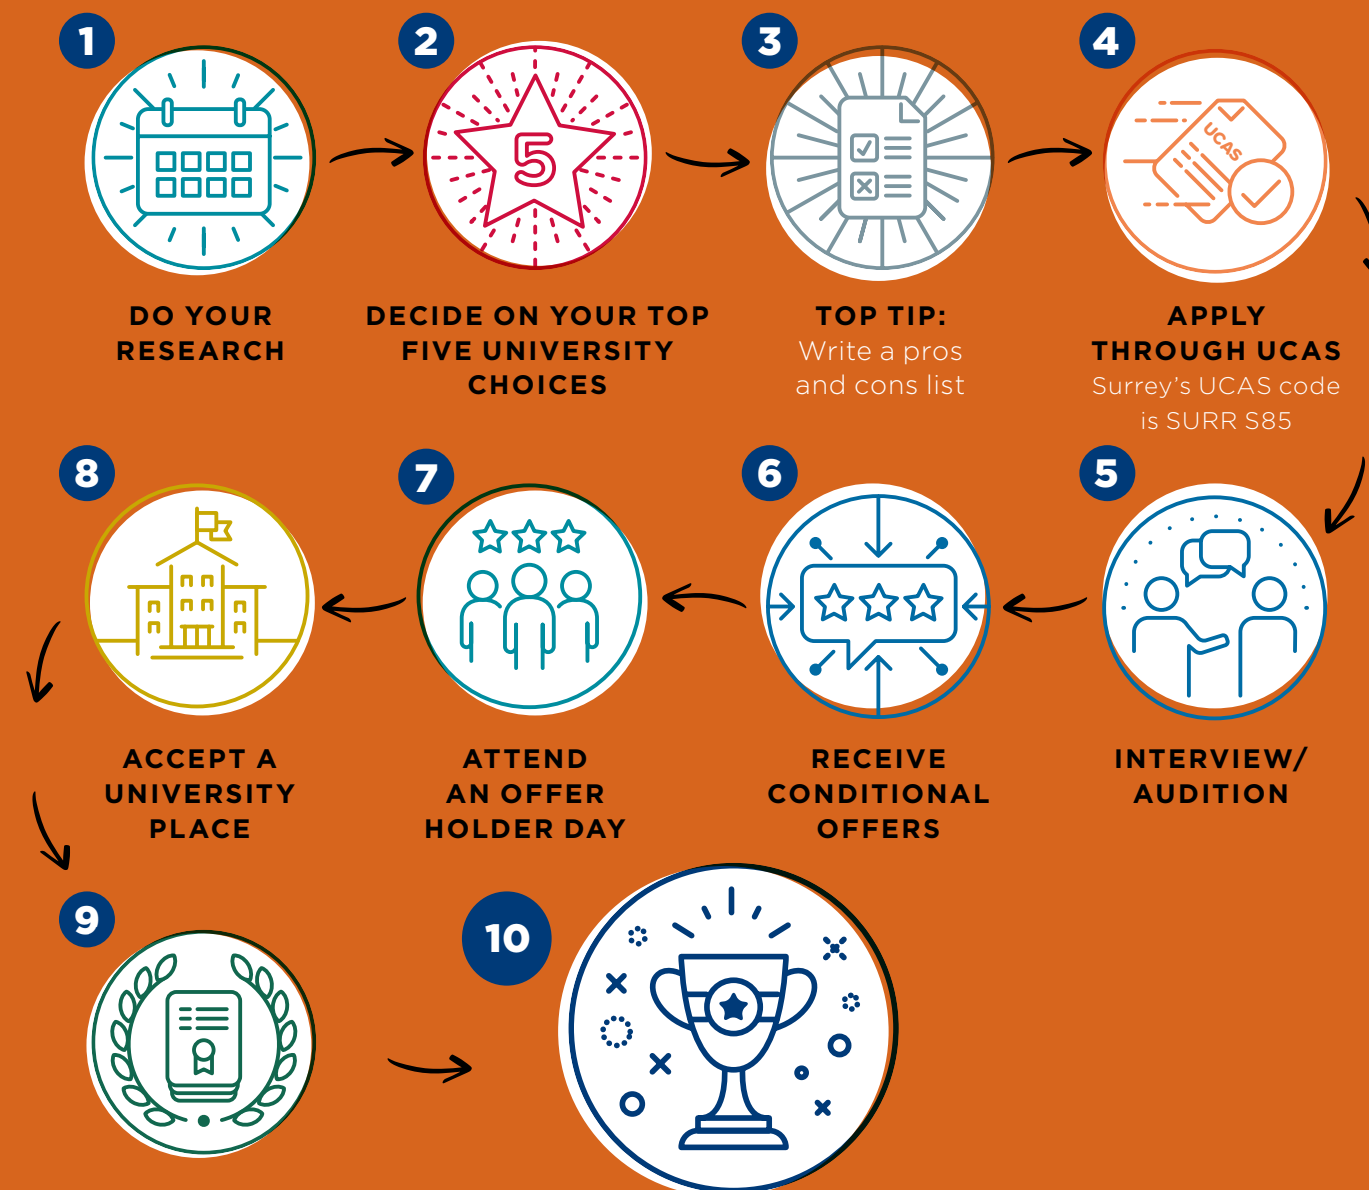 1
DO YOUR
RESEARCH
2
5
DECIDE ON YOUR TOP
FIVE UNIVERSITY
CHOICES
3
TOP TIP:
Write a pros
and cons list
4
UCAS
APPLY
THROUGH UCAS
Surrey’s UCAS code
is SURR S85
5
INTERVIEW/
AUDITION
6
RECEIVE
CONDITIONAL
OFFERS
7
ATTEND
AN OFFER
HOLDER DAY
8
ACCEPT A
UNIVERSITY
PLACE
9
10